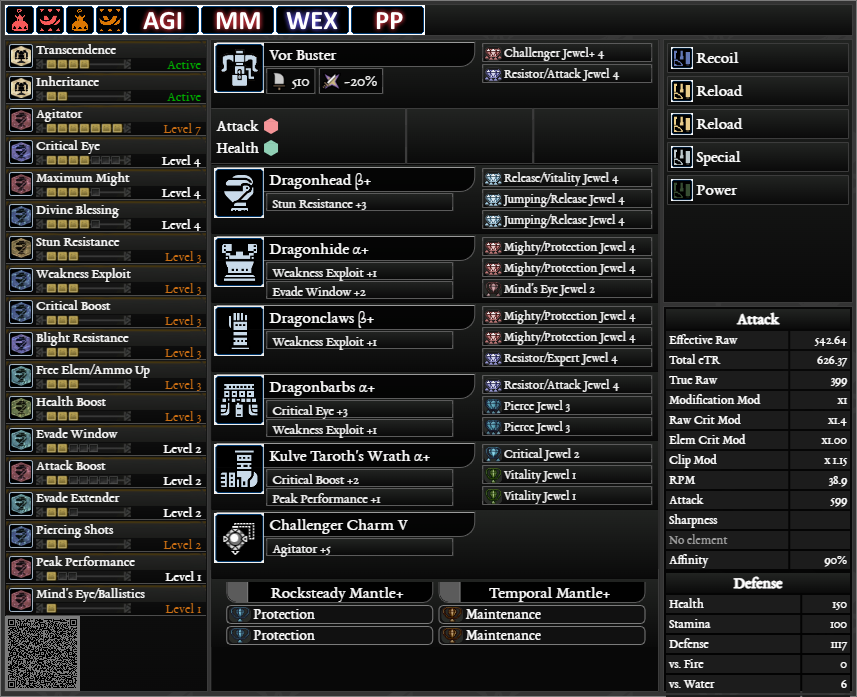 AGI MM WEX PP
Transcendence
Active
Inheritance
Active
Agitator
Level 7
Critical Eye
Level 4
Maximum Might
Level 4
Divine Blessing
Level 4
Stun Resistance
Level 3
Weakness Exploit
Level 3
Critical Boost
Level 3
Blight Resistance
Level 3
Free Elem/Ammo Up
Level 3
Health Boost
Level 3
Evade Window
Level 2
Attack Boost
Level 2
Evade Extender
Level 2
Piercing Shots
Level 2
Peak Performance
Level 1
Mind's Eye/Ballistics
Level 1
Vor Buster
510 -20%
Challenger Jewel+ 4
Resistor/Attack Jewel 4
Attack
Health
Dragonhead β+
Stun Resistance +3
Release/Vitality Jewel 4
Jumping/Release Jewel 4
Jumping/Release Jewel 4
Dragonhide α+
Weakness Exploit +1
Evade Window +2
Mighty/Protection Jewel 4
Mighty/Protection Jewel 4
Mind's Eye Jewel 2
Dragonclaws β+
Weakness Exploit +1
Mighty/Protection Jewel 4
Mighty/Protection Jewel 4
Resistor/Expert Jewel 4
Dragonbarbs α+
Critical Eye +3
Weakness Exploit +1
Resistor/Attack Jewel 4
Pierce Jewel 3
Pierce Jewel 3
Kulve Taroth's Wrath α+
Critical Boost +2
Peak Performance +1
Critical Jewel 2
Vitality Jewel 1
Vitality Jewel 1
Challenger Charm V
Agitator +5
Rocksteady Mantle+
Protection
Protection
Temporal Mantle+
Maintenance
Maintenance
Recoil
Reload
Reload
Special
Power
Attack
Effective Raw 542.64
Total eTR 626.37
True Raw 399
Modification Mod x1
Raw Crit Mod x1.4
Elem Crit Mod x1.00
Clip Mod x 1.15
RPM 38.9
Attack 599
Sharpness
No element
Affinity 90%
Defense
Health 150
Stamina 100
Defense 1117
vs. Fire 0
vs. Water 6